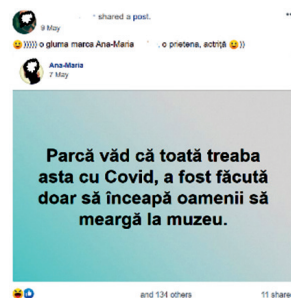 shared a post.
9 May
😀))))) o gluma marca Ana-Maria , o prietena, actriță 😀))
Ana-Maria
7 May
Parcă văd că toată treaba
asta cu Covid, a fost făcută
doar să înceapă oamenii să
meargă la muzeu.
and 134 others 11 share